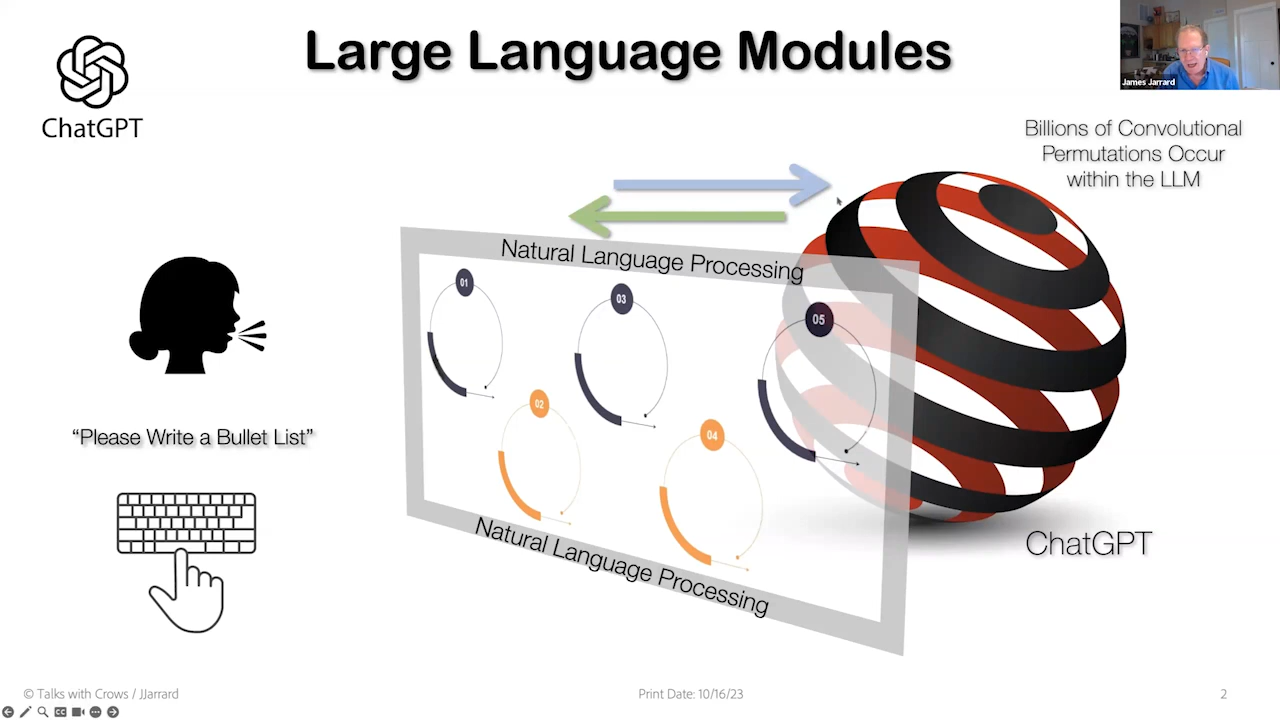 Large Language Modules
ChatGPT
James Jarrard
Billions of Convolutional
Permutations Occur
within the LLM
Natural Language Processing
01
03
05
02
04
"Please Write a Bullet List"
Natural Language Processing
ChatGPT
© Talks with Crows / JJarrard
Print Date: 10/16/23
2